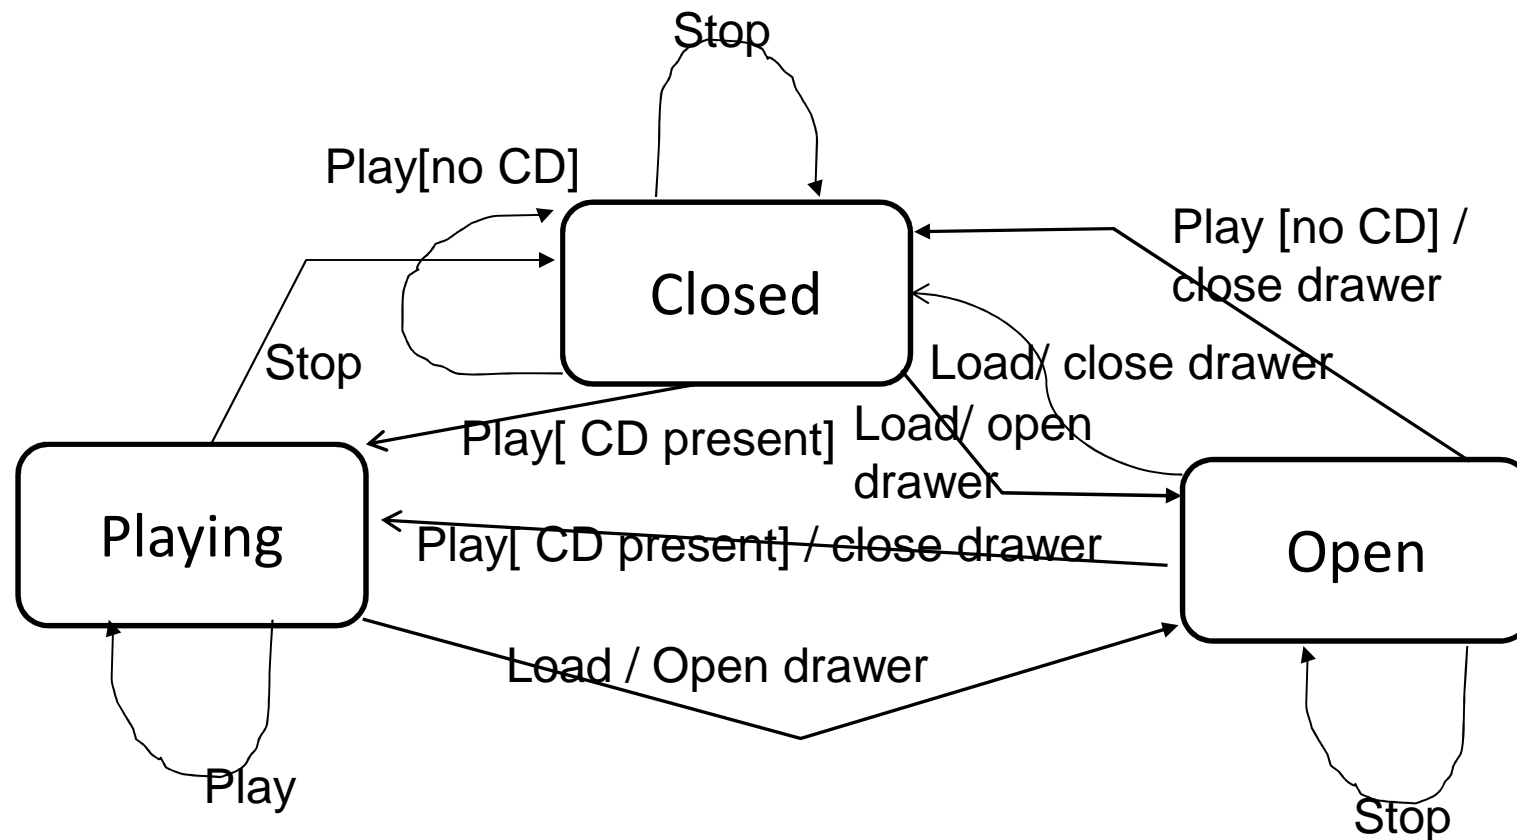 Stop
Play[no CD]
Play [no CD] /
close drawer
Closed
Stop
Load/ close drawer
Play[ CD present]
Load/ open
drawer
Playing
Play[ CD present] / close drawer
Open
Load / Open drawer
Play
Stop